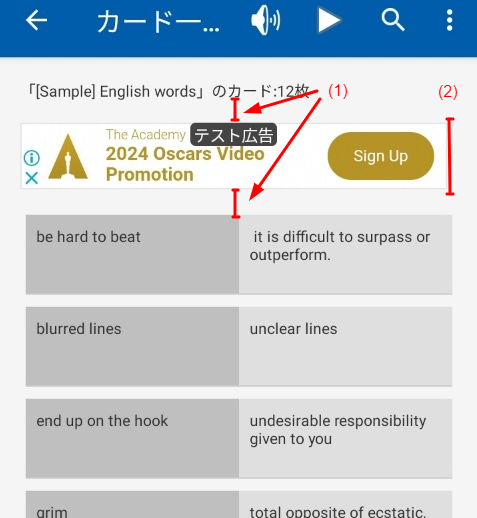 カード一...
「[Sample] English words」のカード:12枚
(1)
(2)
The Academy
テスト広告
2024 Oscars Video
Promotion
Sign Up
be hard to beat
it is difficult to surpass or
outperform.
blurred lines
unclear lines
end up on the hook
undesirable responsibility
given to you
grim
total opposite of ecstatic.